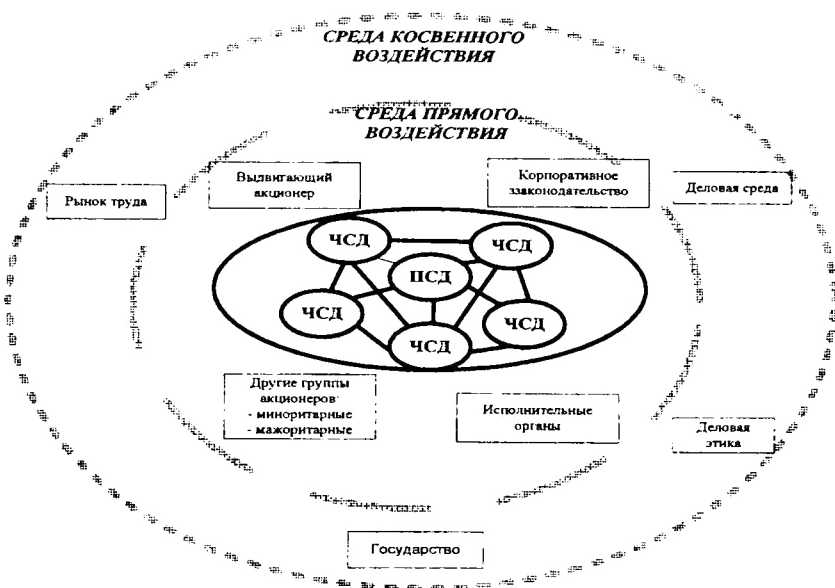 СРЕДА КОСВЕННОГО
ВОЗДЕЙСТВИЯ
СРЕДА ПРЯМОГО
ВОЗДЕЙСТВИЯ
Выдвигающий
акционер
Корпоративное
ззаконодательство
Рынок труда
Деловая среда
ЧСД
ЧСД
ПСД
ЧСД
ЧСД
ЧСД
Другие группы
акционеров:
- миноритарные
- мажоритарные
Исполнительные
органы
Деловая
этика
Государство